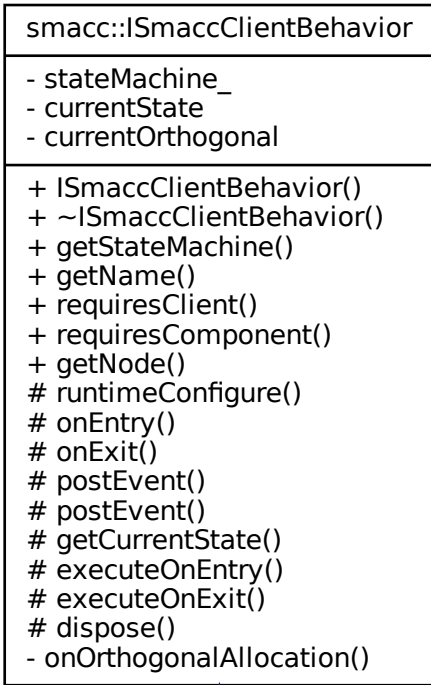 smacc::ISmaccClientBehavior
- stateMachine_
- currentState
- currentOrthogonal
+ ISmaccClientBehavior()
+ ~ISmaccClientBehavior()
+ getStateMachine()
+ getName()
+ requiresClient()
+ requiresComponent()
+ getNode()
# runtimeConfigure()
# onEntry()
# onExit()
# postEvent()
# postEvent()
# getCurrentState()
# executeOnEntry()
# executeOnExit()
# dispose()
- onOrthogonalAllocation()